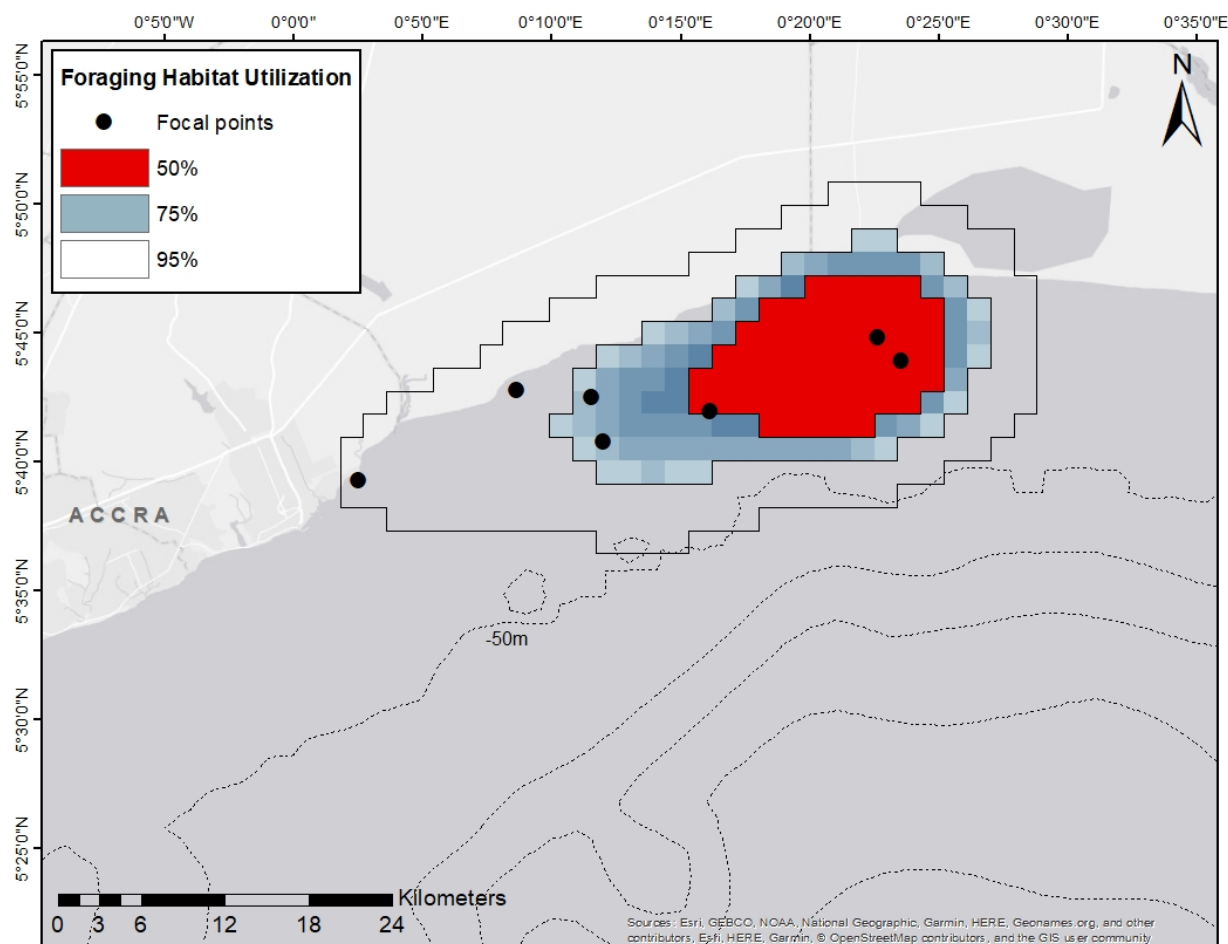 0°5'0"W 0°0'0" 0°5'0"E 0°10'0"E 0°15'0"E 0°20'0"E 0°25'0"E 0°30'0"E 0°35'0"E
5°55'0"N
5°50'0"N
5°45'0"N
5°40'0"N
5°35'0"N
5°30'0"N
5°25'0"N
Foraging Habitat Utilization
Focal points
50%
75%
95%
N
ACCRA
-50m
Kilometers
0 3 6 12 18 24
Sources: Esri, GEBCO, NOAA, National Geographic, Garmin, HERE, Geonames.org, and other
contributors, Esri, HERE, Garmin, © OpenStreetMap contributors, and the GIS user community